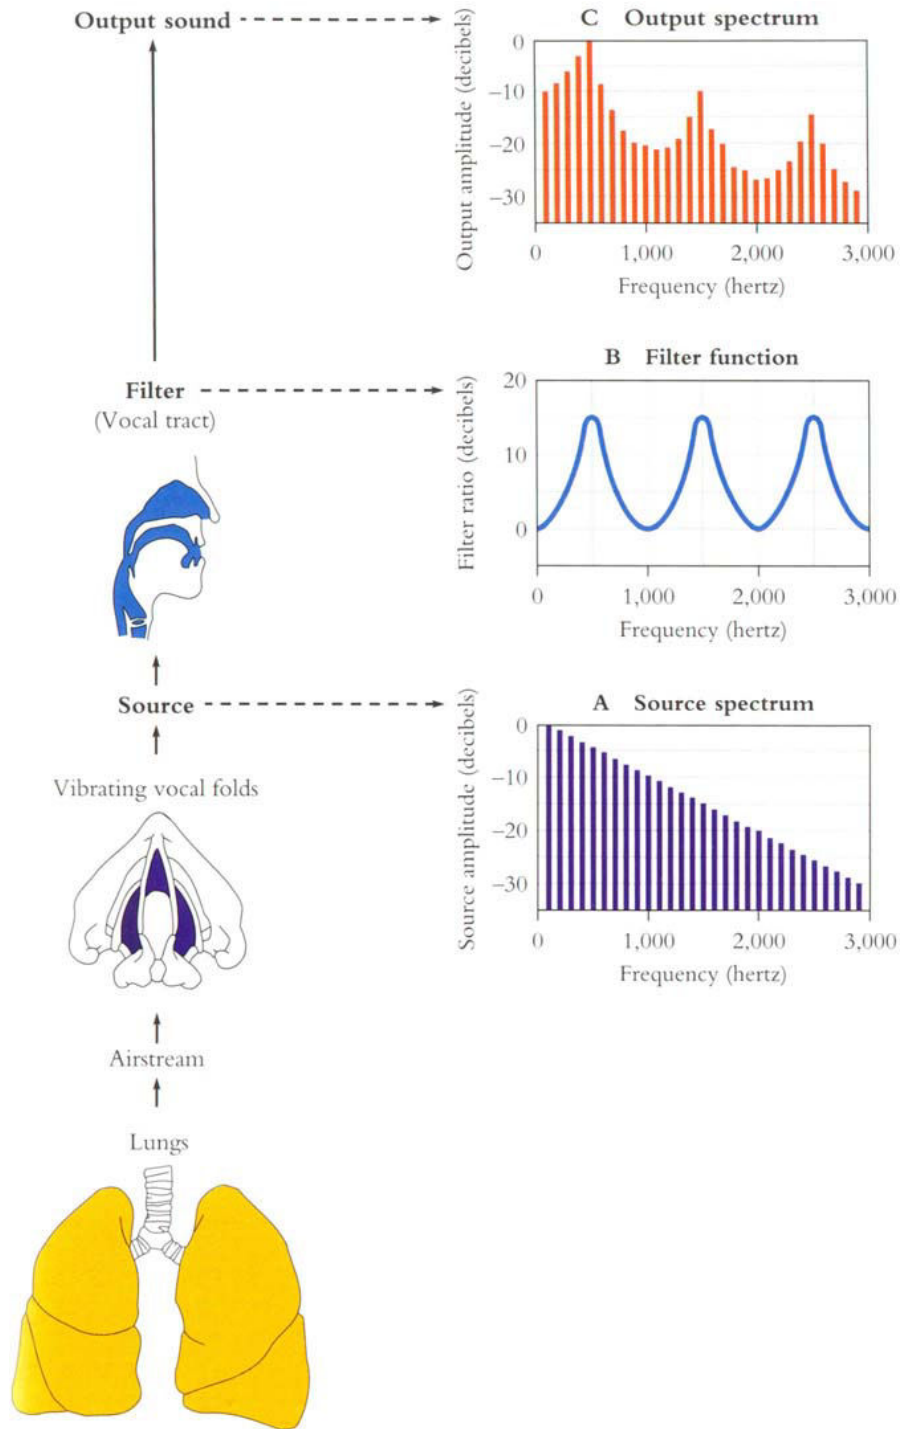 Output sound
C Output spectrum
Output amplitude (decibels)
0
−10
−20
−30
0 1,000 2,000 3,000
Frequency (hertz)
Filter
(Vocal tract)
B Filter function
Filter ratio (decibels)
20
10
0
0 1,000 2,000 3,000
Frequency (hertz)
Source
A Source spectrum
Source amplitude (decibels)
0
−10
−20
−30
0 1,000 2,000 3,000
Frequency (hertz)
Vibrating vocal folds
Airstream
Lungs